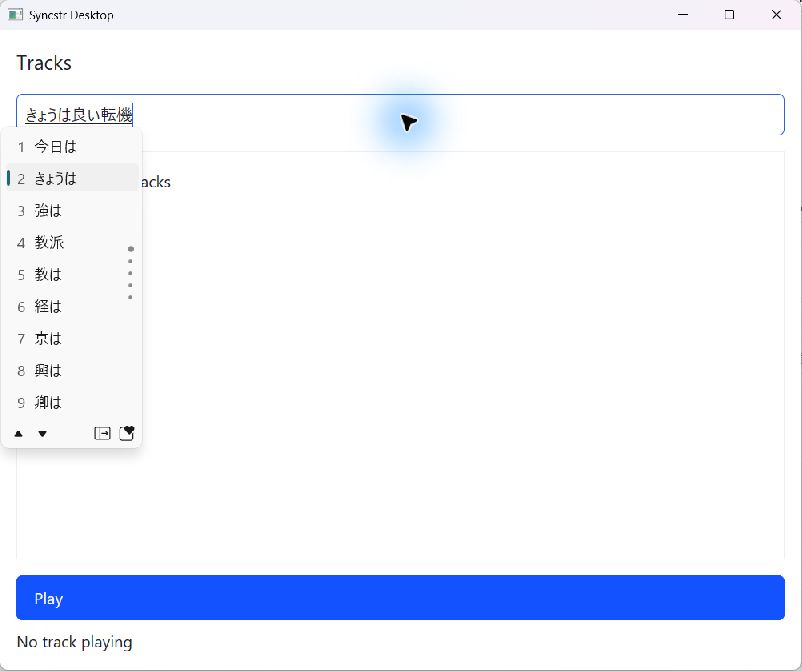 Syncstr Desktop
Tracks
きょうは良い転機
1 今日は
2 きょうは
acks
3 強は
4 教派
5 教は
6 経は
7 京は
8 興は
9 卿は
Play
No track playing